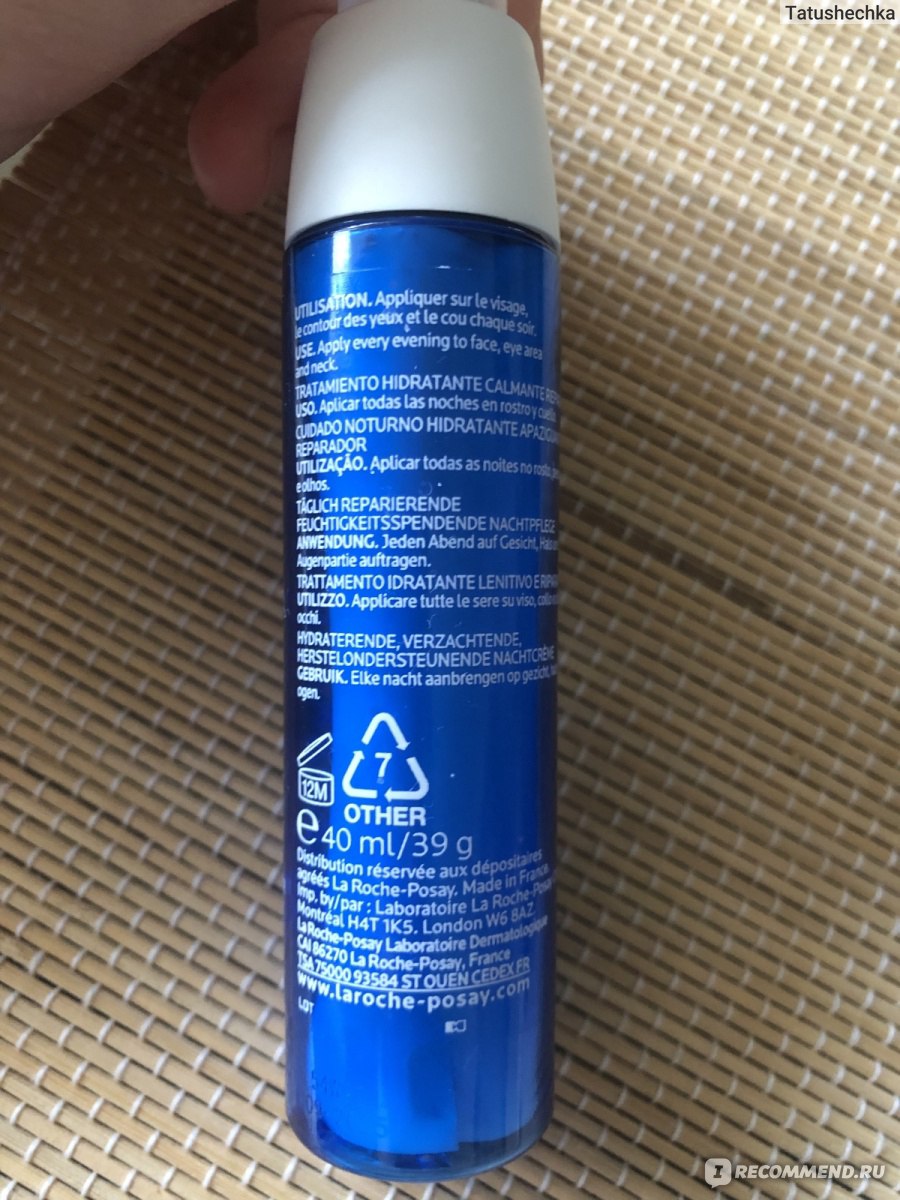 Tatushechka
UTILISATION. Appliquer sur le visage,
le contour des yeux et le cou chaque soir.
USE. Apply every evening to face, eye area
and neck.
TRATAMIENTO HIDRATANTE CALMANTE
USO. Aplicar todas las noches en rostro y cuello.
CUIDADO NOTURNO HIDRATANTE
REPARADOR
UTILIZAÇÃO. Aplicar todas as noites no rosto,
e olhos.
TÄGLICH REPARIERENDE
FEUCHTIGKEITSSPENDENDE NACHTPFLEGE
ANWENDUNG. Jeden Abend auf Gesicht,
Augenpartie auftragen.
TRATTAMENTO IDRATANTE LENITIVO E
UTILIZZO. Applicare tutte le sere su viso,
occhi.
HYDRATERENDE, VERZACHTENDE,
HERSTELONDERSTEUNENDE NACHTCRÈME
GEBRUIK. Elke nacht aanbrengen op gezicht,
ogen.
7
12M
OTHER
e 40 ml/39 g
Distribution réservée aux dépositaires
agréés La Roche-Posay. Made in France.
Imp. by/par : Laboratoire La Roche-Posay
Montréal H4T 1K5. London W6 8AZ
La Roche-Posay Laboratoire Dermatologique
CAI 86270 La Roche-Posay, France
TSA 75000 93584 ST OUEN CEDEX FR
www.laroche-posay.com
LOT
I RECOMMEND.RU